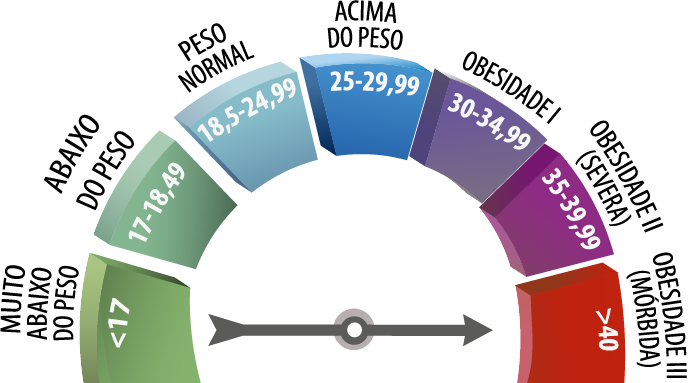 MUITO
ABAIXO
DO PESO
<17
ABAIXO
DO PESO
17-18,49
PESO
NORMAL
18,5-24,99
ACIMA
DO PESO
25-29,99
OBESIDADE I
30-34,99
OBESIDADE II
(SEVERA)
35-39,99
OBESIDADE III
(MÓRBIDA)
>40